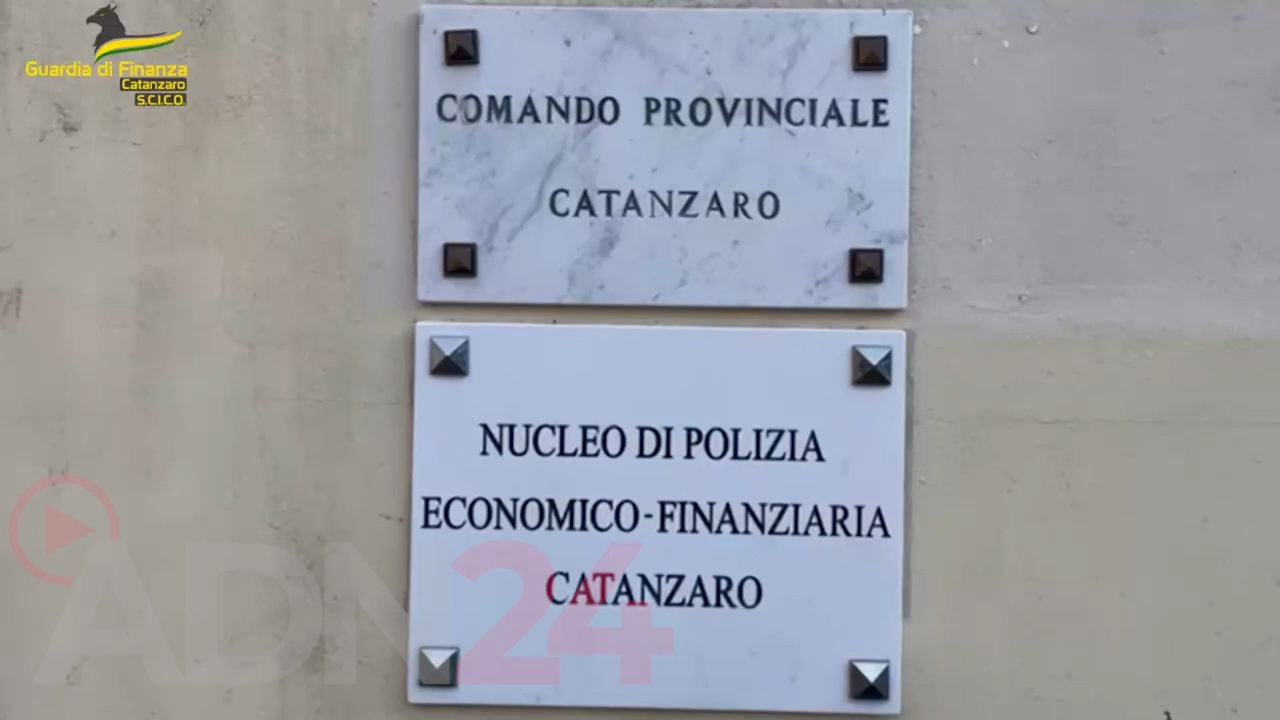 Guardia di Finanza
Catanzaro
S.C.I.C.O.
COMANDO PROVINCIALE
CATANZARO
NUCLEO DI POLIZIA
ECONOMICO-FINANZIARIA
CATANZARO
ADN24